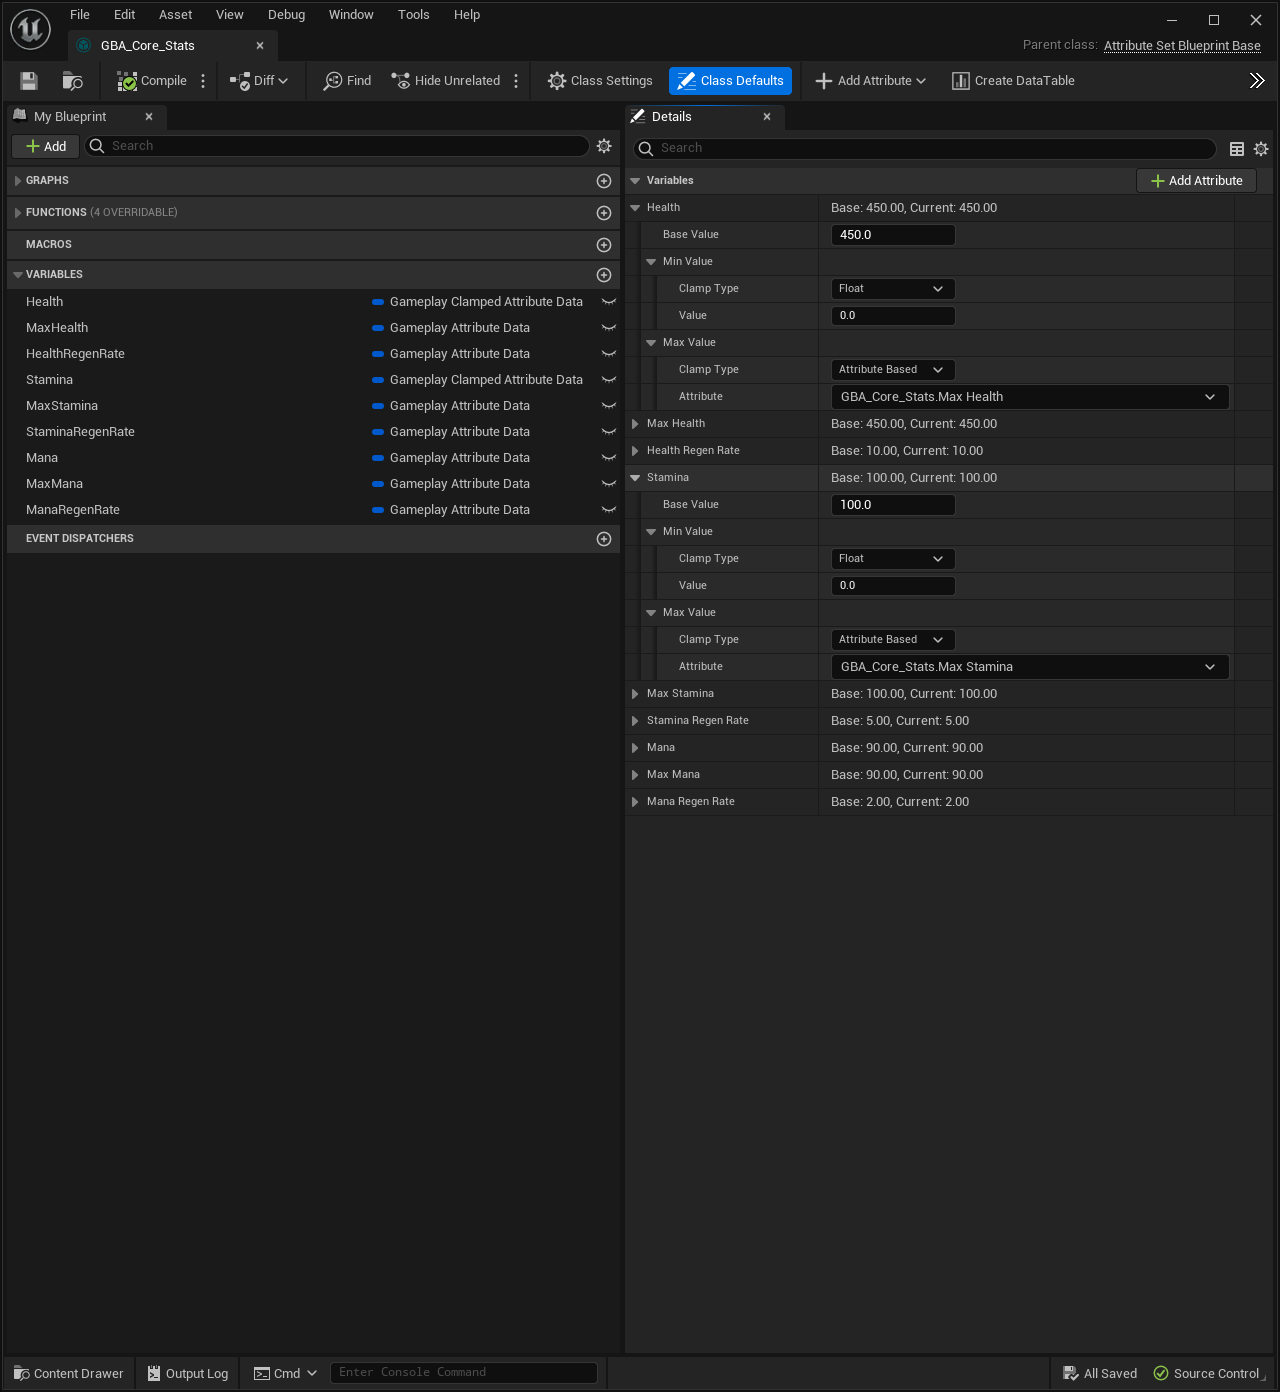 File Edit Asset View Debug Window Tools Help
GBA_Core_Stats
Parent class: Attribute Set Blueprint Base
Compile Diff Find Hide Unrelated Class Settings Class Defaults Add Attribute Create DataTable
My Blueprint
Add Search
GRAPHS
FUNCTIONS (4 OVERRIDABLE)
MACROS
VARIABLES
Health Gameplay Clamped Attribute Data
MaxHealth Gameplay Attribute Data
HealthRegenRate Gameplay Attribute Data
Stamina Gameplay Clamped Attribute Data
MaxStamina Gameplay Attribute Data
StaminaRegenRate Gameplay Attribute Data
Mana Gameplay Attribute Data
MaxMana Gameplay Attribute Data
ManaRegenRate Gameplay Attribute Data
EVENT DISPATCHERS
Details
Search
Variables Add Attribute
Health Base: 450.00, Current: 450.00
Base Value 450.0
Min Value
Clamp Type Float
Value 0.0
Max Value
Clamp Type Attribute Based
Attribute GBA_Core_Stats.Max Health
Max Health Base: 450.00, Current: 450.00
Health Regen Rate Base: 10.00, Current: 10.00
Stamina Base: 100.00, Current: 100.00
Base Value 100.0
Min Value
Clamp Type Float
Value 0.0
Max Value
Clamp Type Attribute Based
Attribute GBA_Core_Stats.Max Stamina
Max Stamina Base: 100.00, Current: 100.00
Stamina Regen Rate Base: 5.00, Current: 5.00
Mana Base: 90.00, Current: 90.00
Max Mana Base: 90.00, Current: 90.00
Mana Regen Rate Base: 2.00, Current: 2.00
Content Drawer Output Log Cmd Enter Console Command All Saved Source Control